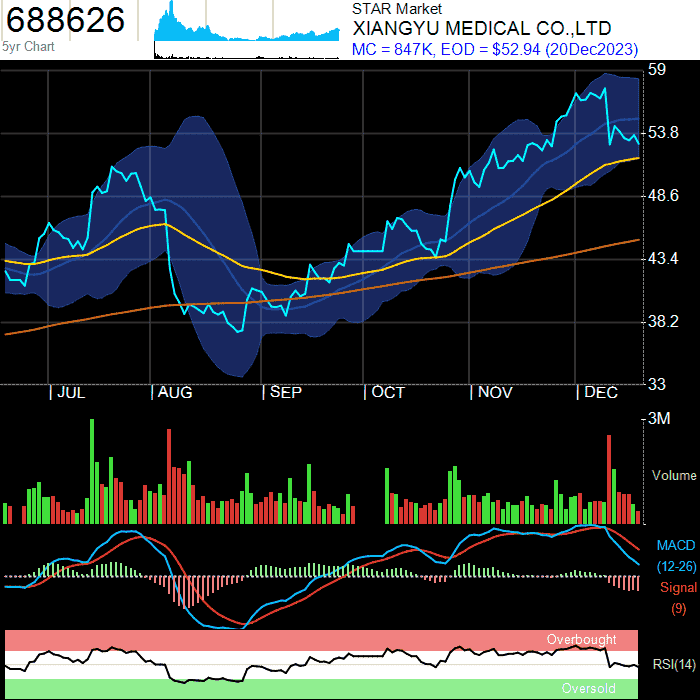 688626
5yr Chart
STAR Market
XIANGYU MEDICAL CO.,LTD
MC = 847K, EOD = $52.94 (20Dec2023)
59
53.8
48.6
43.4
38.2
33
| JUL | AUG | SEP | OCT | NOV | DEC
3M
Volume
MACD
(12-26)
Signal
(9)
Overbought
RSI(14)
Oversold